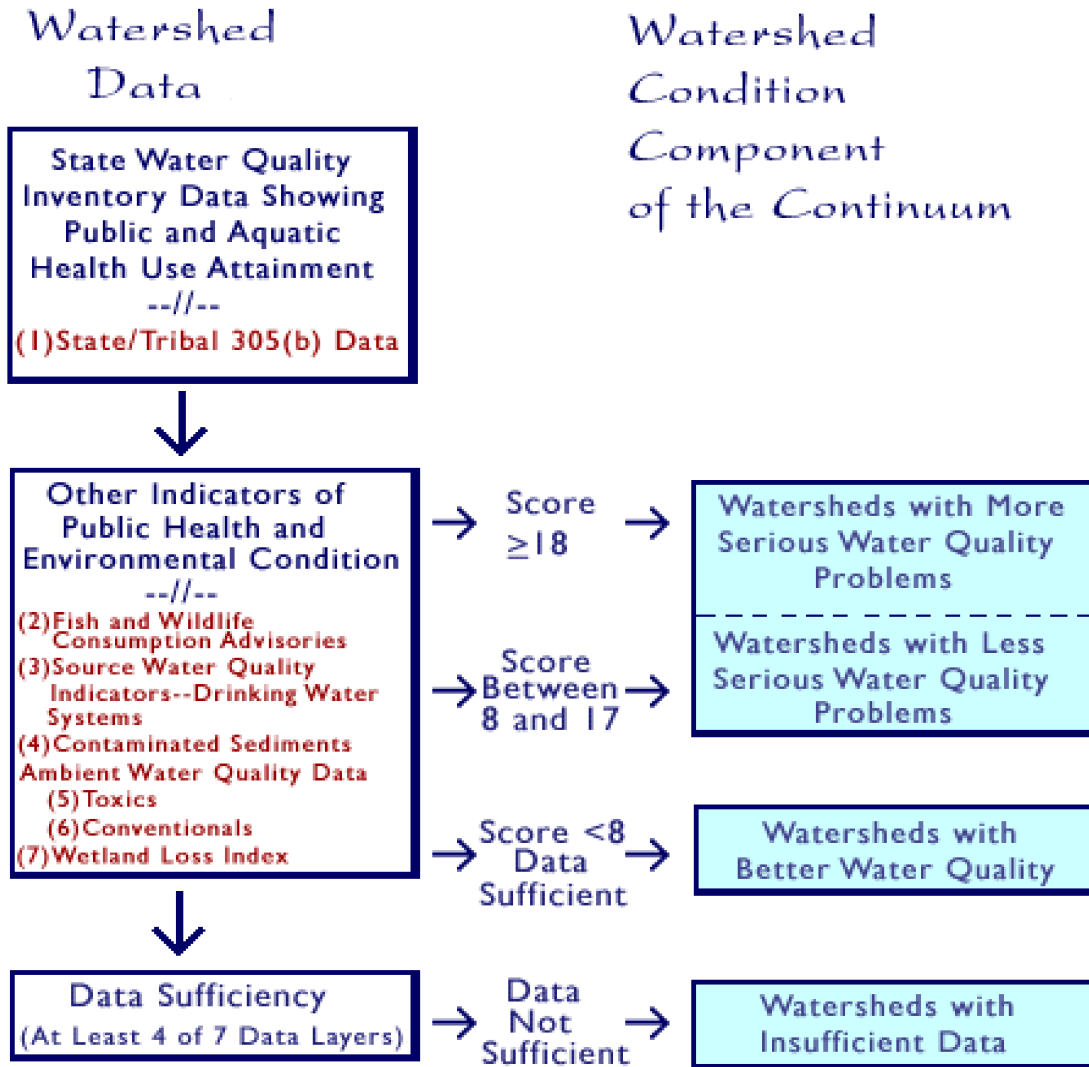 Watershed
Data
Watershed
Condition
Component
of the Continuum
State Water Quality
Inventory Data Showing
Public and Aquatic
Health Use Attainment
--//--
(1)State/Tribal 305(b) Data
Other Indicators of
Public Health and
Environmental Condition
--//--
(2)Fish and Wildlife
Consumption Advisories
(3)Source Water Quality
Indicators--Drinking Water
Systems
(4)Contaminated Sediments
Ambient Water Quality Data
(5)Toxics
(6)Conventionals
(7)Wetland Loss Index
Score
≥18
Watersheds with More
Serious Water Quality
Problems
Score
Between
8 and 17
Watersheds with Less
Serious Water Quality
Problems
Score <8
Data
Sufficient
Watersheds with
Better Water Quality
Data Sufficiency
(At Least 4 of 7 Data Layers)
Data
Not
Sufficient
Watersheds with
Insufficient Data